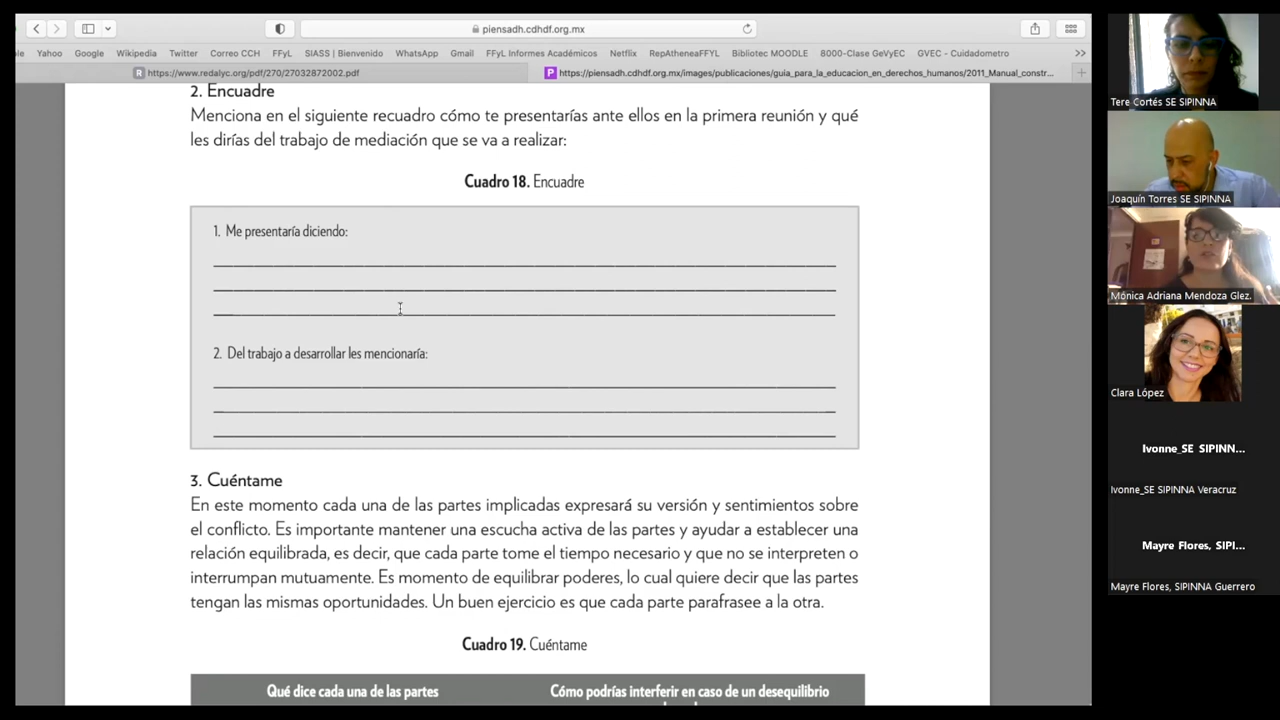 piensadh.cdhdf.org.mx
le Yahoo Google Wikipedia Twitter Correo CCH FFyL SIASS | Bienvenido WhatsApp Gmail FFyL Informes Académicos Netflix RepAtheneaFFYL Bibliotec MOODLE 8000-Clase GeVyEC GVEC - Cuidadometro >>
R https://www.redalyc.org/pdf/270/27032872002.pdf
P https://piensadh.cdhdf.org.mx/images/publicaciones/guia_para_la_educacion_en_derechos_humanos/2011_Manual_constr...
2. Encuadre
Menciona en el siguiente recuadro cómo te presentarías ante ellos en la primera reunión y qué
les dirías del trabajo de mediación que se va a realizar:
Cuadro 18. Encuadre
1. Me presentaría diciendo:
2. Del trabajo a desarrollar les mencionaría:
3. Cuéntame
En este momento cada una de las partes implicadas expresará su versión y sentimientos sobre
el conflicto. Es importante mantener una escucha activa de las partes y ayudar a establecer una
relación equilibrada, es decir, que cada parte tome el tiempo necesario y que no se interpreten o
interrumpan mutuamente. Es momento de equilibrar poderes, lo cual quiere decir que las partes
tengan las mismas oportunidades. Un buen ejercicio es que cada parte parafrasee a la otra.
Cuadro 19. Cuéntame
Qué dice cada una de las partes
Cómo podrías interferir en caso de un desequilibrio
Tere Cortés SE SIPINNA
Joaquín Torres SE SIPINNA
Mónica Adriana Mendoza Glez.
Clara López
Ivonne_SE SIPINN...
Ivonne_SE SIPINNA Veracruz
Mayre Flores, SIPI...
Mayre Flores, SIPINNA Guerrero